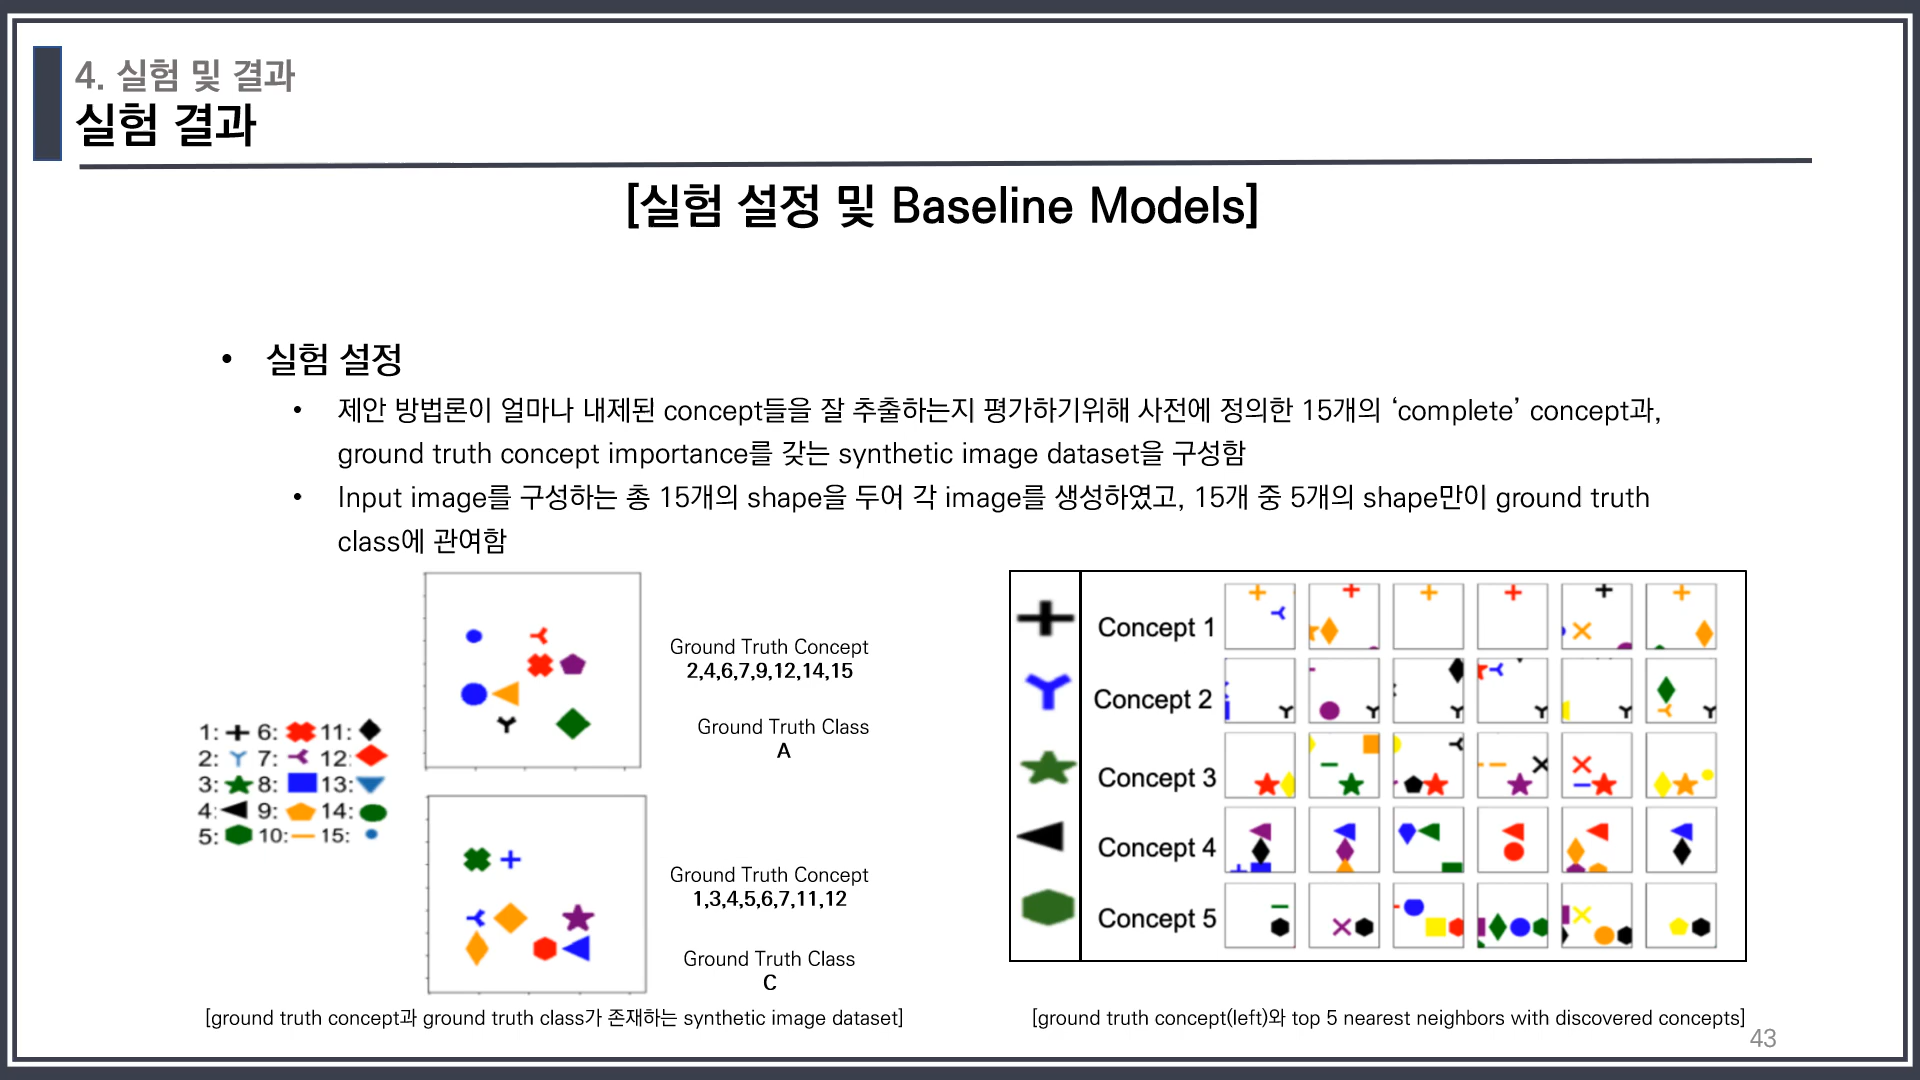 4. 실험 및 결과
실험 결과
[실험 설정 및 Baseline Models]
• 실험 설정
• 제안 방법론이 얼마나 내제된 concept들을 잘 추출하는지 평가하기위해 사전에 정의한 15개의 ‘complete’ concept과,
ground truth concept importance를 갖는 synthetic image dataset을 구성함
• Input image를 구성하는 총 15개의 shape을 두어 각 image를 생성하였고, 15개 중 5개의 shape만이 ground truth
class에 관여함
1: 6: 11:
2: 7: 12:
3: 8: 13:
4: 9: 14:
5: 10: 15:
Ground Truth Concept
2,4,6,7,9,12,14,15
Ground Truth Class
A
Ground Truth Concept
1,3,4,5,6,7,11,12
Ground Truth Class
C
[ground truth concept과 ground truth class가 존재하는 synthetic image dataset]
Concept 1
Concept 2
Concept 3
Concept 4
Concept 5
[ground truth concept(left)와 top 5 nearest neighbors with discovered concepts]
43